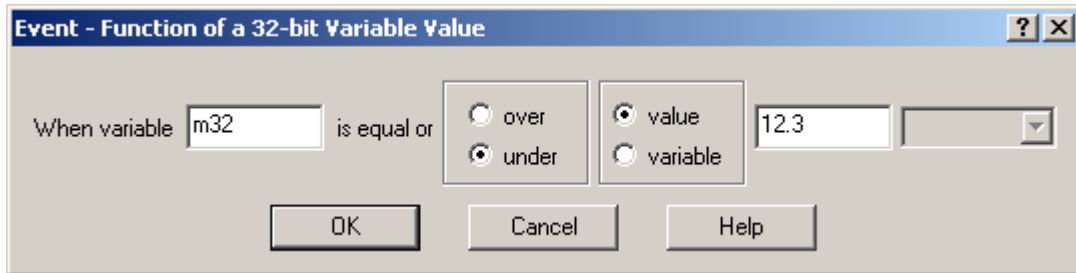 Event - Function of a 32-bit Variable Value
When variable m32 is equal or over value 12.3
under variable
OK Cancel Help